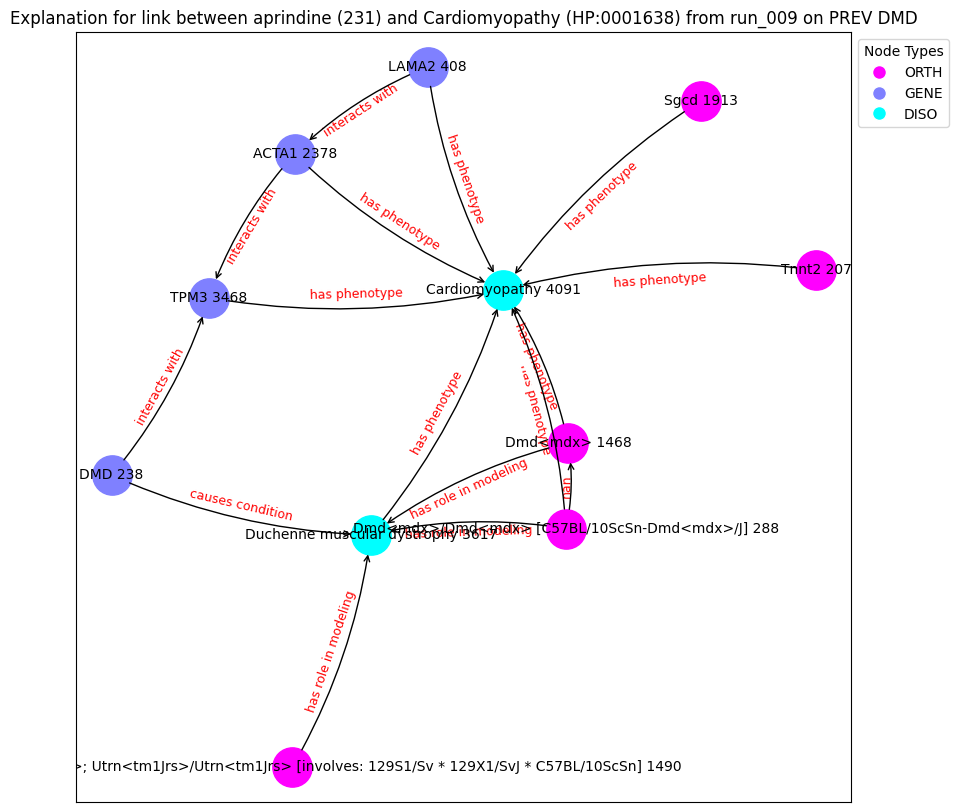 Explanation for link between aprindine (231) and Cardiomyopathy (HP:0001638) from run_009 on PREV DMD
Node Types
ORTH
GENE
DISO
LAMA2 408
Sgcd 1913
interacts with
ACTA1 2378
has phenotype
has phenotype
has phenotype
interacts with
Tnnt2 207
has phenotype
Cardiomyopathy 4091
TPM3 3468
has phenotype
has phenotype
has phenotype
interacts with
has phenotype
Dmd<mdx> 1468
DMD 238
has role in modeling
causes condition
Dmd<mdx>/Dmd<mdx> [C57BL/10ScSn-Dmd<mdx>/J] 288
Duchenne muscular dystrophy 3617
has role in modeling
has role in modeling
>; Utrn<tm1Jrs>/Utrn<tm1Jrs> [involves: 129S1/Sv * 129X1/SvJ * C57BL/10ScSn] 1490